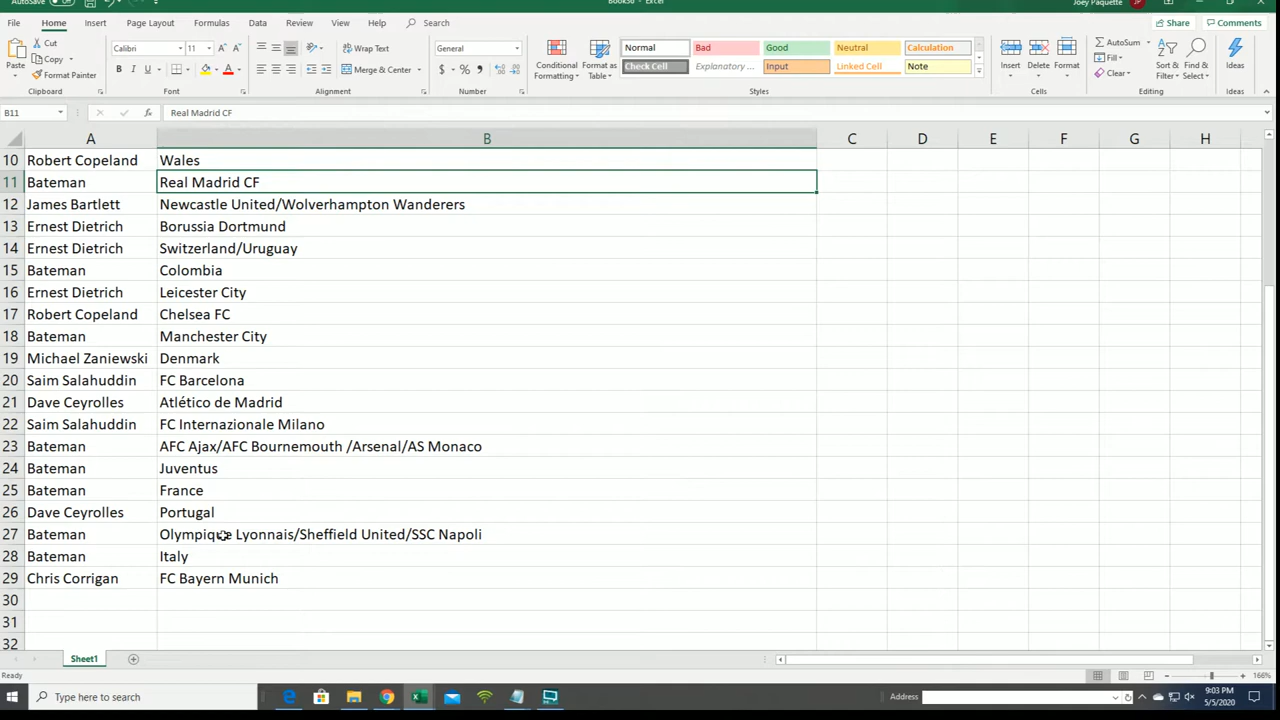 AutoSave Off Book30 - Excel Joey Paquette JP
File Home Insert Page Layout Formulas Data Review View Help Search Share Comments
Paste Cut Copy Format Painter Clipboard
Calibri 11 B I U A A Font
Wrap Text Merge & Center Alignment
General $ % , Number
Conditional Formatting Format as Table
Normal Bad Good Neutral Calculation
Check Cell Explanatory ... Input Linked Cell Note
Styles
Insert Delete Format Cells
AutoSum Fill Clear Sort & Filter Find & Select Editing
Ideas Ideas
B11 fx Real Madrid CF
A B C D E F G H
10 Robert Copeland Wales
11 Bateman Real Madrid CF
12 James Bartlett Newcastle United/Wolverhampton Wanderers
13 Ernest Dietrich Borussia Dortmund
14 Ernest Dietrich Switzerland/Uruguay
15 Bateman Colombia
16 Ernest Dietrich Leicester City
17 Robert Copeland Chelsea FC
18 Bateman Manchester City
19 Michael Zaniewski Denmark
20 Saim Salahuddin FC Barcelona
21 Dave Ceyrolles Atlético de Madrid
22 Saim Salahuddin FC Internazionale Milano
23 Bateman AFC Ajax/AFC Bournemouth /Arsenal/AS Monaco
24 Bateman Juventus
25 Bateman France
26 Dave Ceyrolles Portugal
27 Bateman Olympique Lyonnais/Sheffield United/SSC Napoli
28 Bateman Italy
29 Chris Corrigan FC Bayern Munich
30
31
32
Sheet1
Ready 166%
Type here to search Address 9:03 PM
5/5/2020